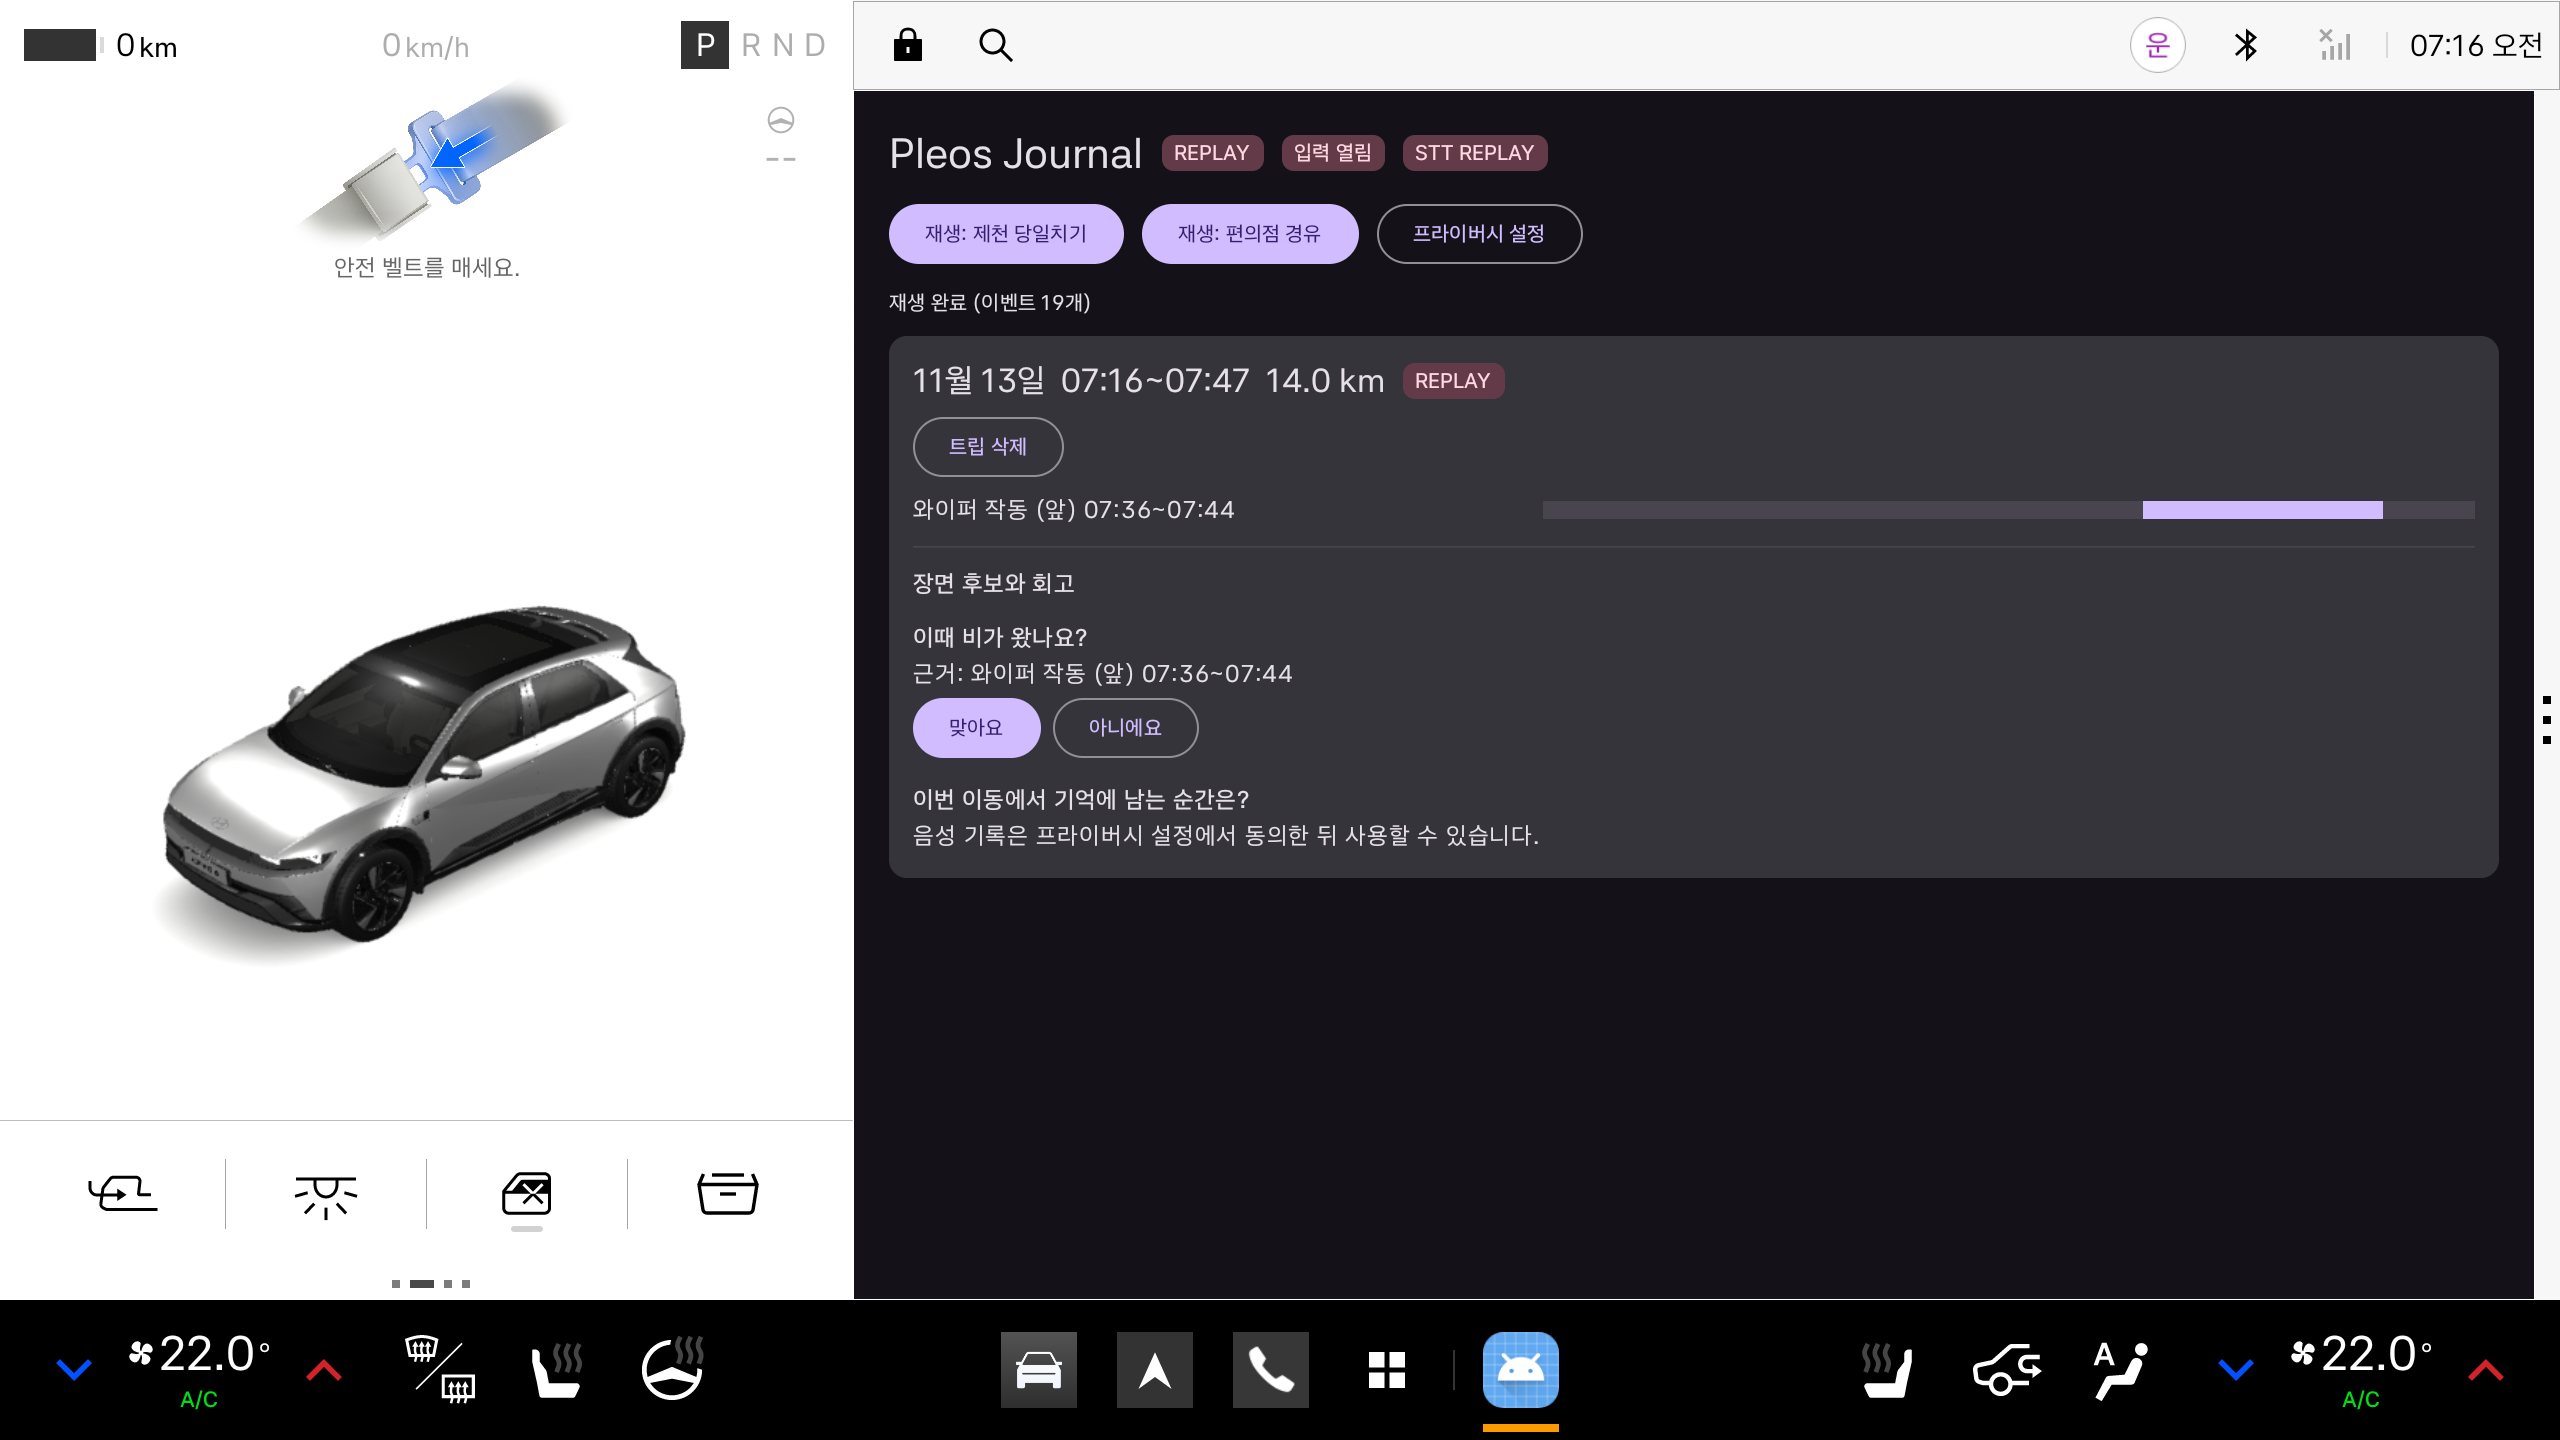 0 km
0 km/h
P R N D
운
07:16 오전
안전 벨트를 매세요.
Pleos Journal REPLAY 입력 열림 STT REPLAY
재생: 제천 당일치기 재생: 편의점 경유 프라이버시 설정
재생 완료 (이벤트 19개)
11월 13일 07:16~07:47 14.0 km REPLAY
트립 삭제
와이퍼 작동 (앞) 07:36~07:44
장면 후보와 회고
이때 비가 왔나요?
근거: 와이퍼 작동 (앞) 07:36~07:44
맞아요 아니에요
이번 이동에서 기억에 남는 순간은?
음성 기록은 프라이버시 설정에서 동의한 뒤 사용할 수 있습니다.
22.0°
A/C
A
22.0°
A/C